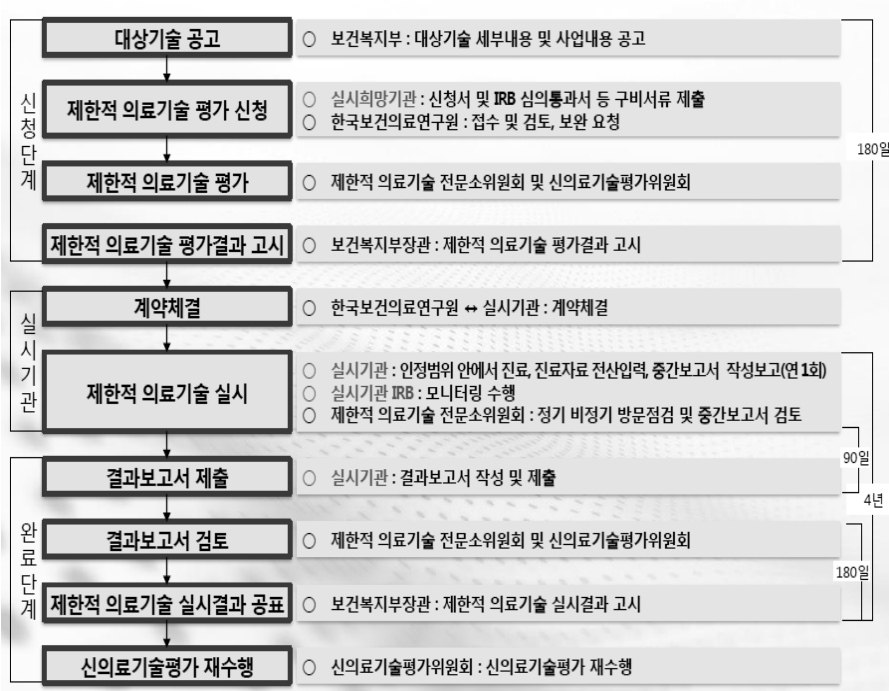 신청단계
대상기술 공고
○ 보건복지부 : 대상기술 세부내용 및 사업내용 공고
제한적 의료기술 평가 신청
○ 실시희망기관 : 신청서 및 IRB 심의통과서 등 구비서류 제출
○ 한국보건의료연구원 : 접수 및 검토, 보완 요청
제한적 의료기술 평가
○ 제한적 의료기술 전문소위원회 및 신의료기술평가위원회
제한적 의료기술 평가결과 고시
○ 보건복지부장관 : 제한적 의료기술 평가결과 고시
180일
실시기관
계약체결
○ 한국보건의료연구원 ↔ 실시기관 : 계약체결
제한적 의료기술 실시
○ 실시기관 : 인정범위 안에서 진료, 진료자료 전산입력, 중간보고서 작성보고(연 1회)
○ 실시기관 IRB : 모니터링 수행
○ 제한적 의료기술 전문소위원회 : 정기 비정기 방문점검 및 중간보고서 검토
완료단계
결과보고서 제출
○ 실시기관 : 결과보고서 작성 및 제출
90일
4년
결과보고서 검토
○ 제한적 의료기술 전문소위원회 및 신의료기술평가위원회
180일
제한적 의료기술 실시결과 공표
○ 보건복지부장관 : 제한적 의료기술 실시결과 고시
신의료기술평가 재수행
○ 신의료기술평가위원회 : 신의료기술평가 재수행